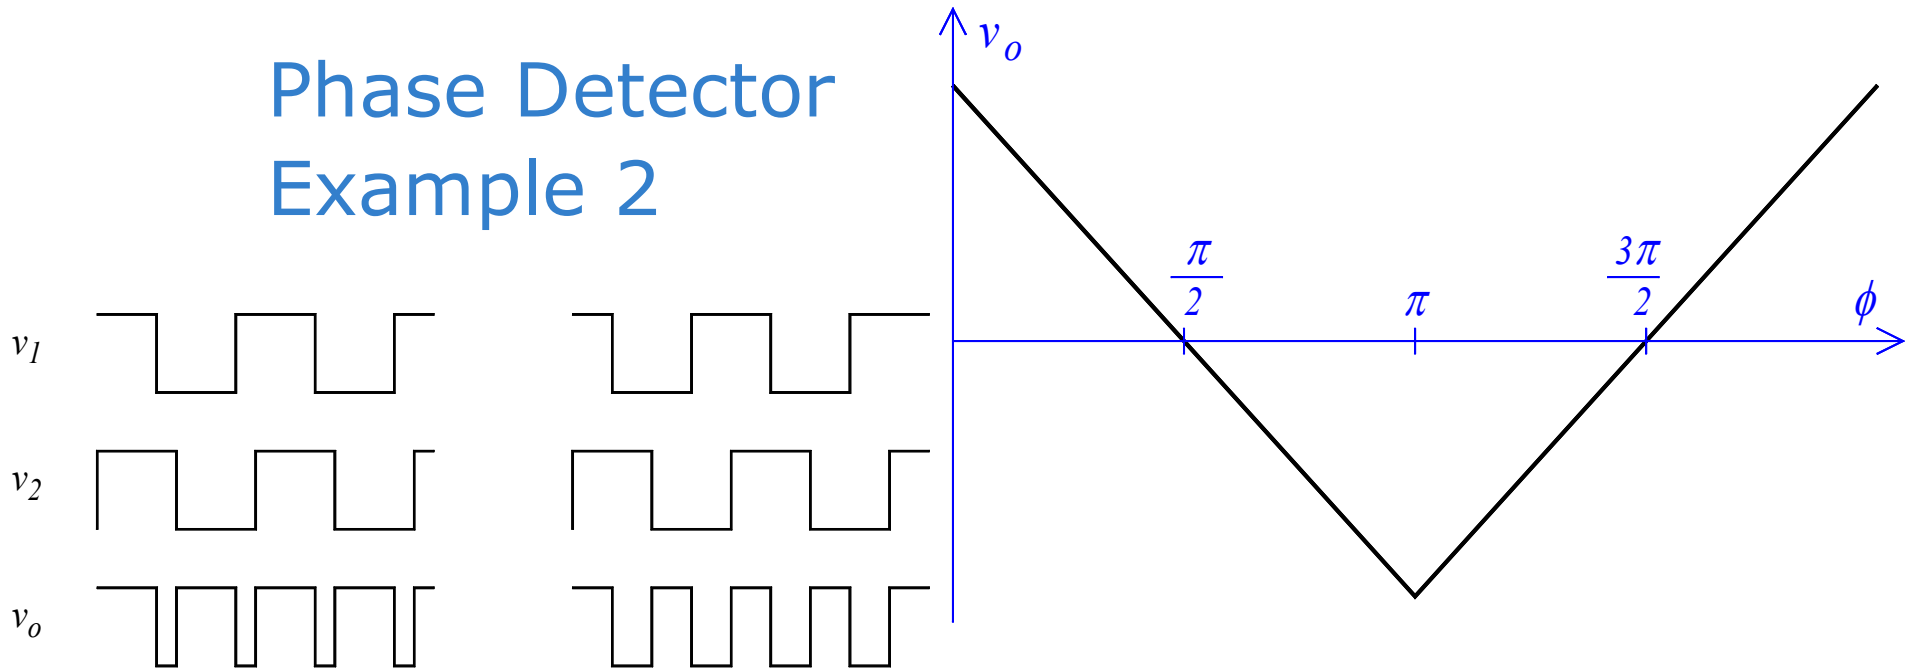 Phase Detector
Example 2
v_o
π/2
π
3π/2
ϕ
v_1
v_2
v_o